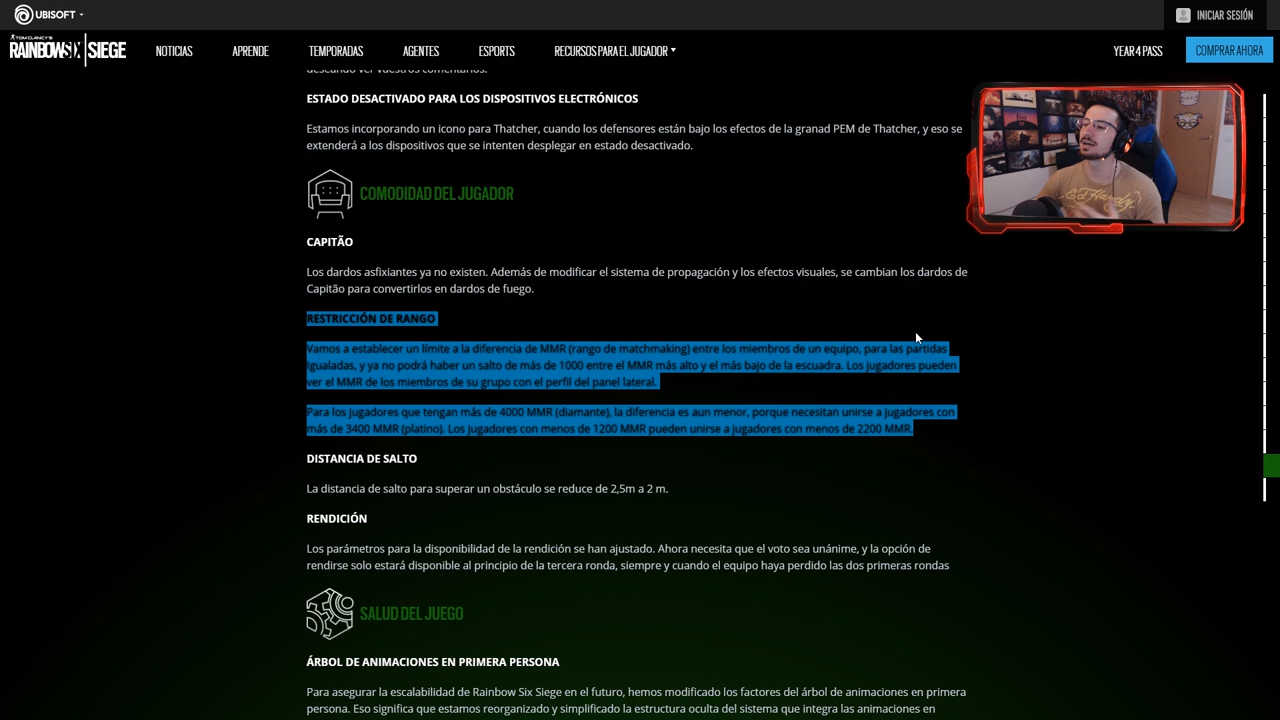 UBISOFT
INICIAR SESIÓN
TOM CLANCY'S
RAINBOWSIX SIEGE
NOTICIAS
APRENDE
TEMPORADAS
AGENTES
ESPORTS
RECURSOS PARA EL JUGADOR
YEAR 4 PASS
COMPRAR AHORA
deseando ver vuestros comentarios.
ESTADO DESACTIVADO PARA LOS DISPOSITIVOS ELECTRÓNICOS
Estamos incorporando un icono para Thatcher, cuando los defensores están bajo los efectos de la granad PEM de Thatcher, y eso se
extenderá a los dispositivos que se intenten desplegar en estado desactivado.
Ed Hardy
COMODIDAD DEL JUGADOR
CAPITÃO
Los dardos asfixiantes ya no existen. Además de modificar el sistema de propagación y los efectos visuales, se cambian los dardos de
Capitão para convertirlos en dardos de fuego.
RESTRICCIÓN DE RANGO
Vamos a establecer un límite a la diferencia de MMR (rango de matchmaking) entre los miembros de un equipo, para las partidas
igualadas, y ya no podrá haber un salto de más de 1000 entre el MMR más alto y el más bajo de la escuadra. Los jugadores pueden
ver el MMR de los miembros de su grupo con el perfil del panel lateral.
Para los jugadores que tengan más de 4000 MMR (diamante), la diferencia es aun menor, porque necesitan unirse a jugadores con
más de 3400 MMR (platino). Los jugadores con menos de 1200 MMR pueden unirse a jugadores con menos de 2200 MMR.
DISTANCIA DE SALTO
La distancia de salto para superar un obstáculo se reduce de 2,5m a 2 m.
RENDICIÓN
Los parámetros para la disponibilidad de la rendición se han ajustado. Ahora necesita que el voto sea unánime, y la opción de
rendirse solo estará disponible al principio de la tercera ronda, siempre y cuando el equipo haya perdido las dos primeras rondas
SALUD DEL JUEGO
ÁRBOL DE ANIMACIONES EN PRIMERA PERSONA
Para asegurar la escalabilidad de Rainbow Six Siege en el futuro, hemos modificado los factores del árbol de animaciones en primera
persona. Eso significa que estamos reorganizado y simplificado la estructura oculta del sistema que integra las animaciones en